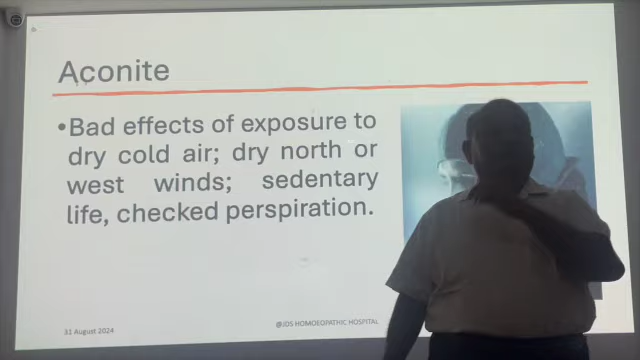 Aconite
•Bad effects of exposure to
dry cold air; dry north or
west winds; sedentary
life, checked perspiration.
31 August 2024
@JDS HOMOEOPATHIC HOSPITAL